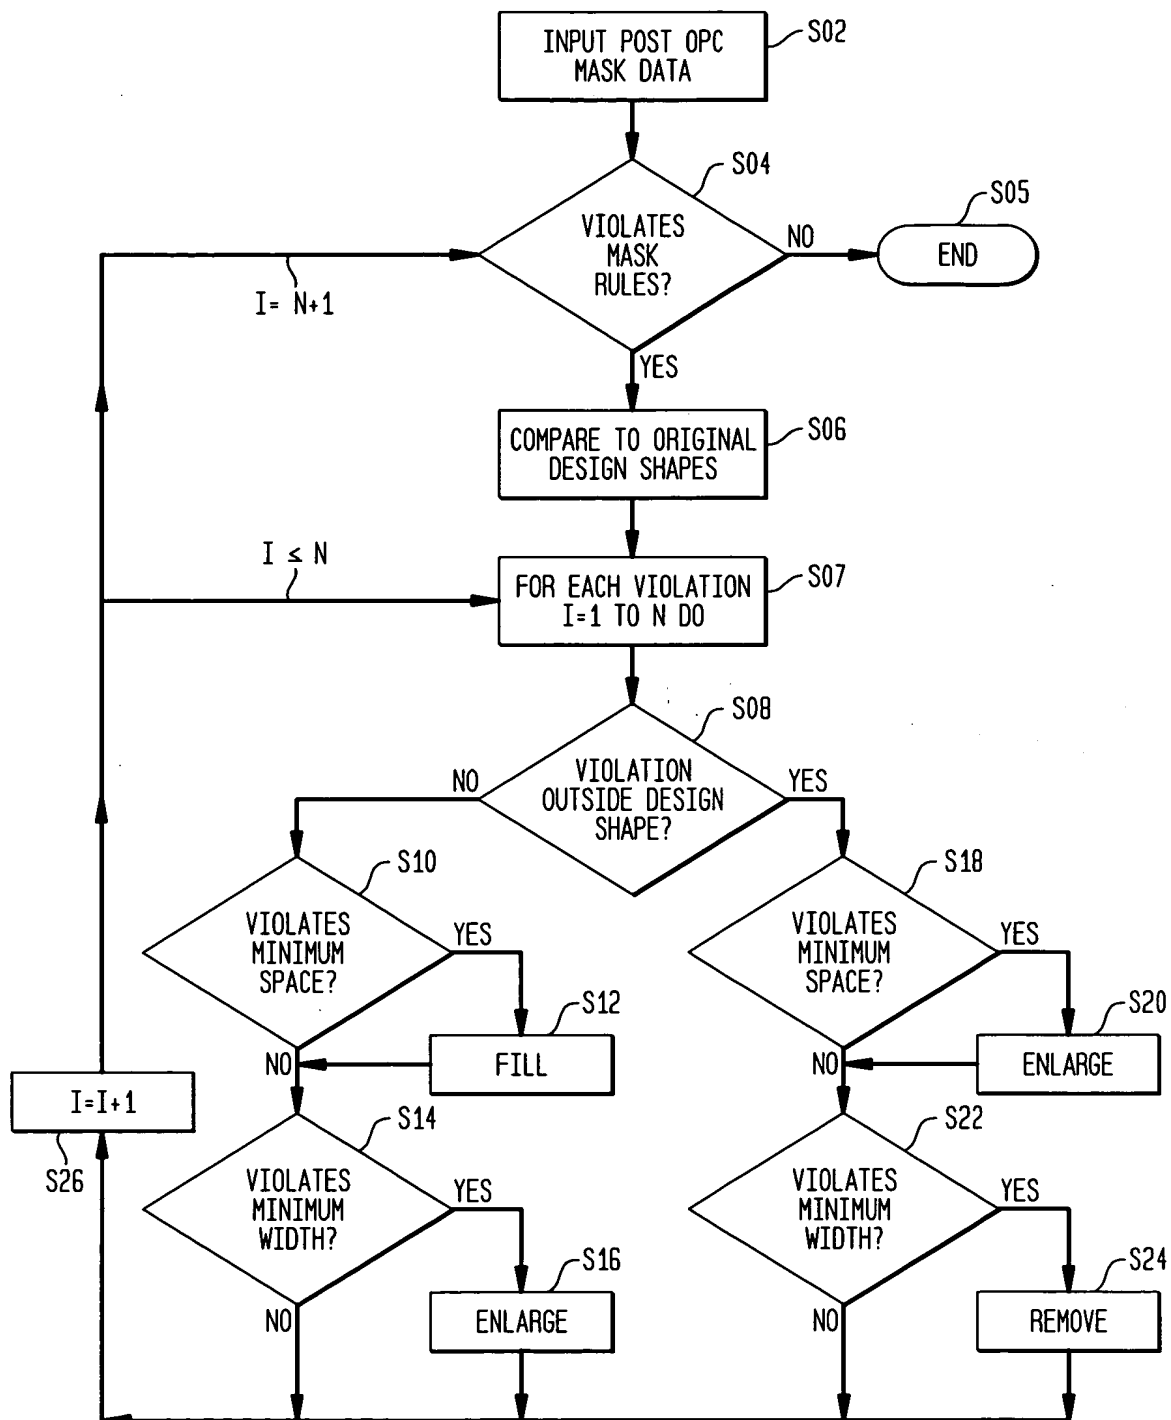 INPUT POST OPC
MASK DATA
S02
S04
VIOLATES
MASK
RULES?
NO
S05
END
I= N+1
YES
COMPARE TO ORIGINAL
DESIGN SHAPES
S06
I ≤ N
FOR EACH VIOLATION
I=1 TO N DO
S07
S08
VIOLATION
OUTSIDE DESIGN
SHAPE?
NO
YES
S10
VIOLATES
MINIMUM
SPACE?
YES
S18
VIOLATES
MINIMUM
SPACE?
YES
S12
FILL
NO
S20
ENLARGE
NO
I=I+1
S26
S14
VIOLATES
MINIMUM
WIDTH?
YES
S22
VIOLATES
MINIMUM
WIDTH?
YES
S16
ENLARGE
NO
S24
REMOVE
NO